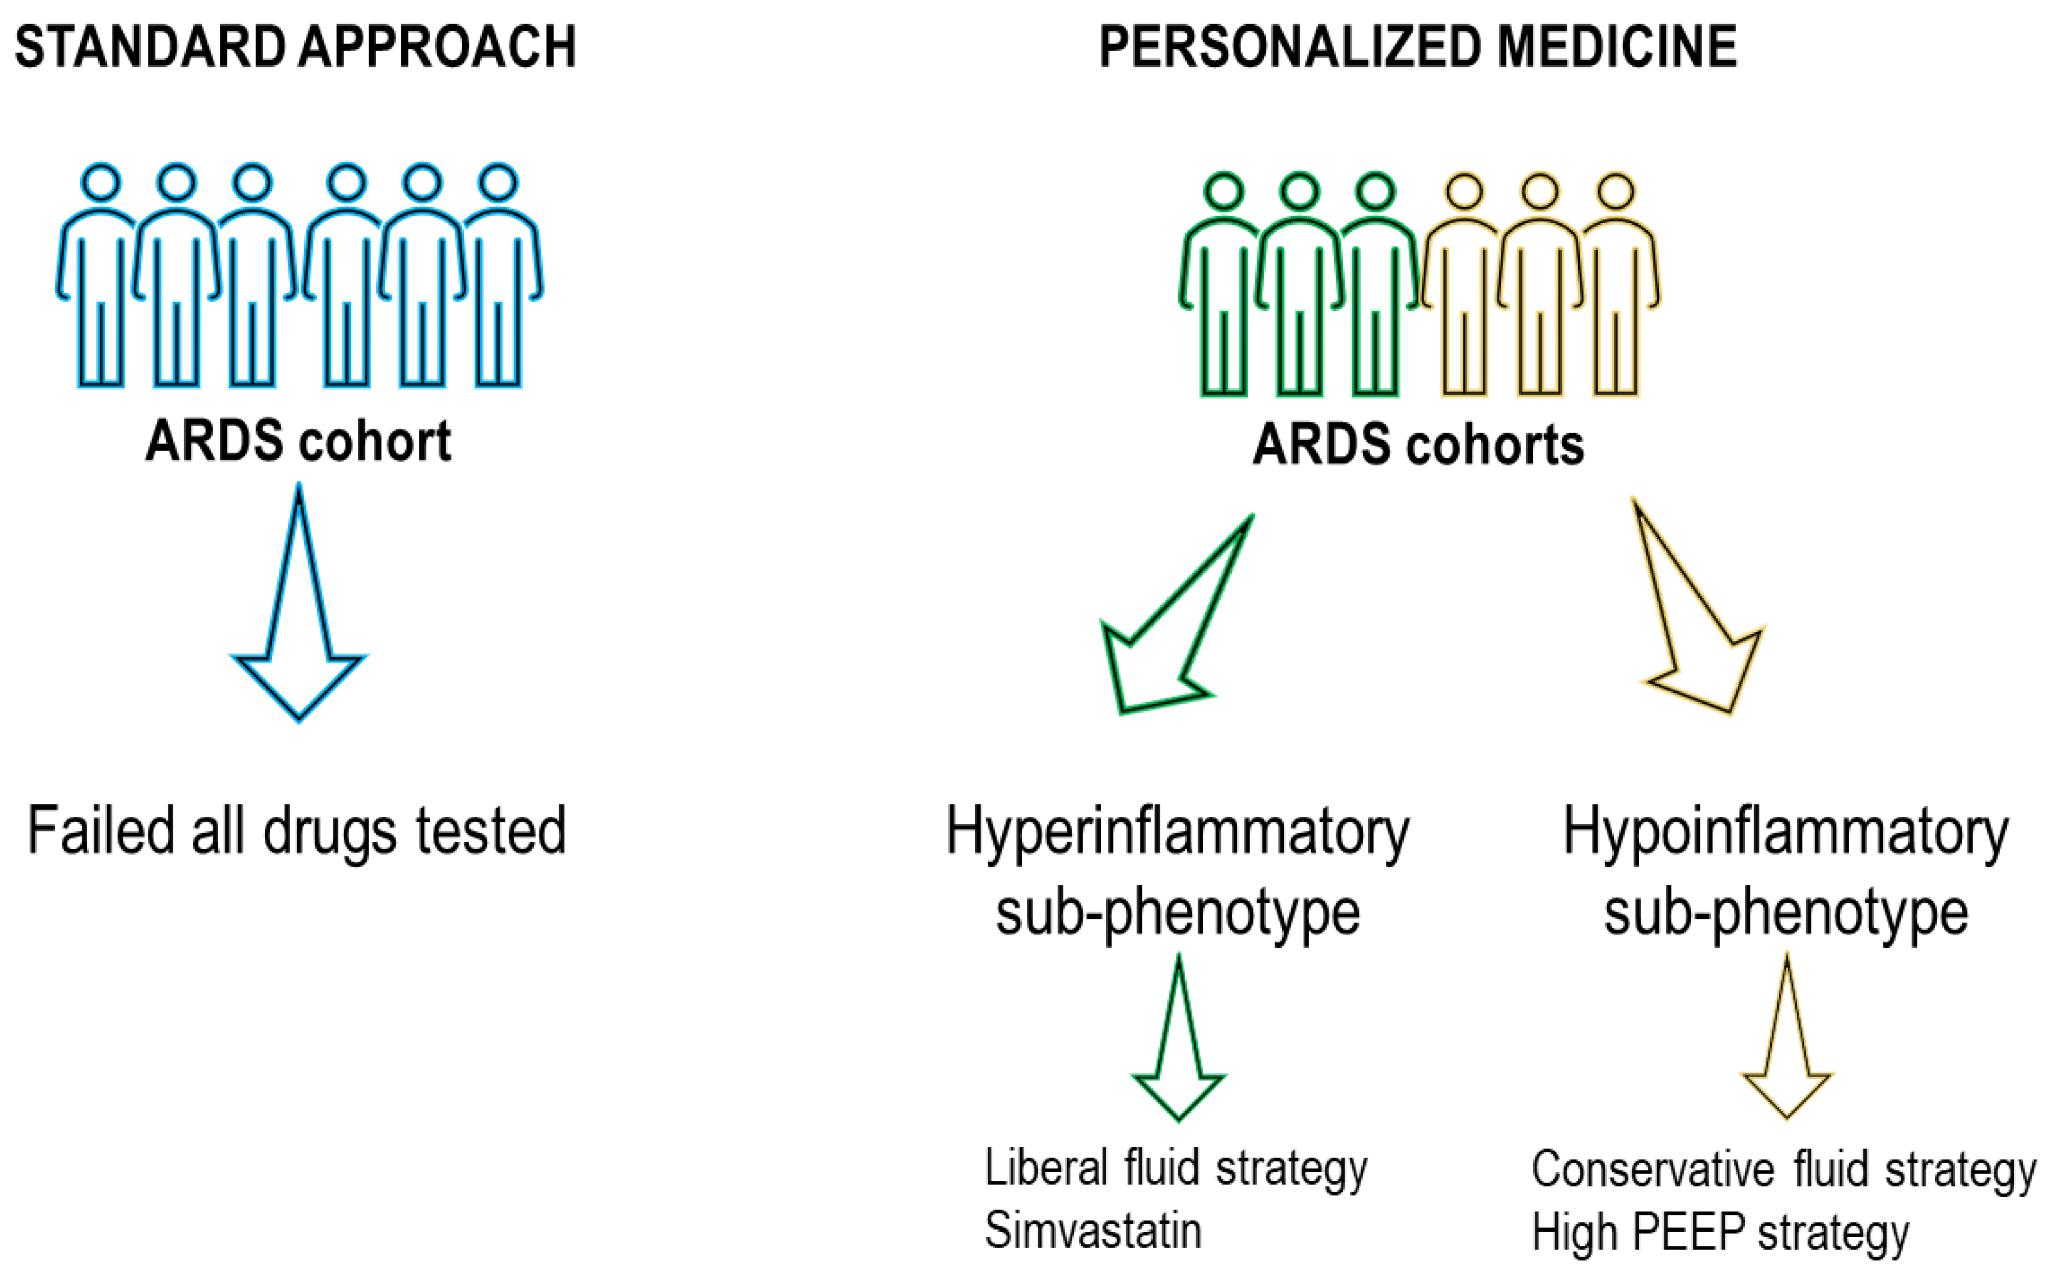 STANDARD APPROACH
ARDS cohort
Failed all drugs tested
PERSONALIZED MEDICINE
ARDS cohorts
Hyperinflammatory
sub-phenotype
Liberal fluid strategy
Simvastatin
Hypoinflammatory
sub-phenotype
Conservative fluid strategy
High PEEP strategy